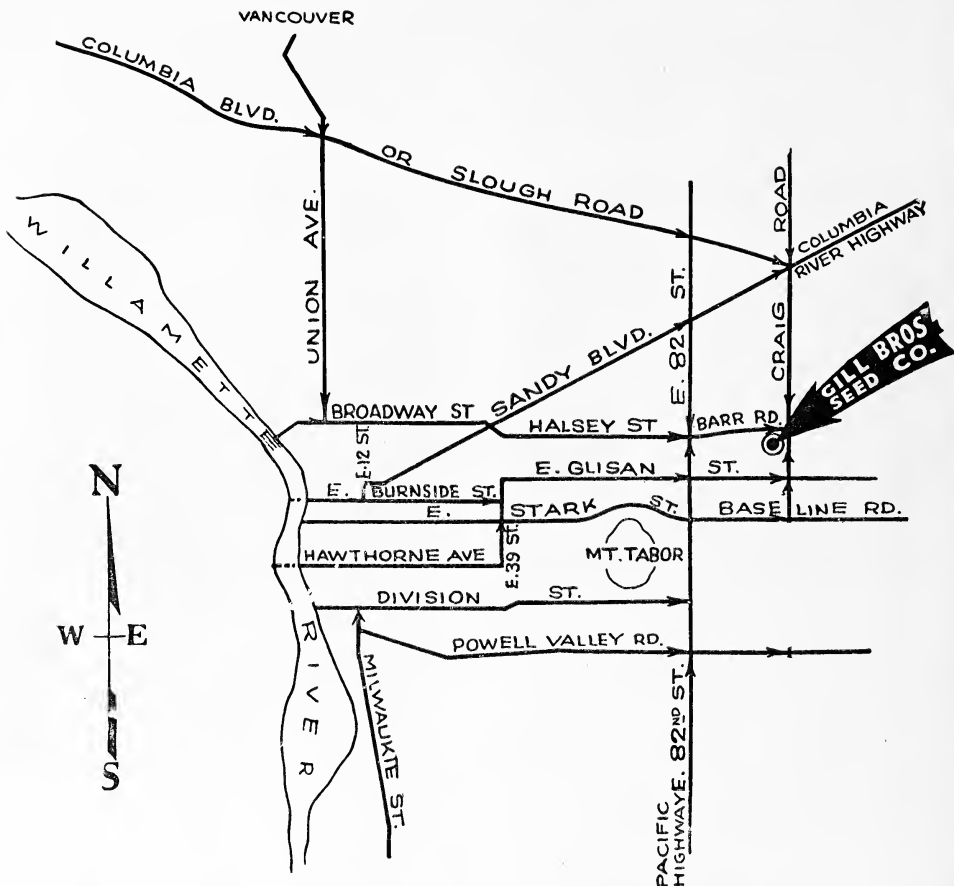 VANCOUVER
COLUMBIA BLVD. OR SLOUGH ROAD
UNION AVE.
E. 82 ST.
CRAIG ROAD
COLUMBIA
RIVER HIGHWAY
WILLAMETTE RIVER
SANDY BLVD.
GILL BROS
SEED CO.
BROADWAY ST
HALSEY ST
BARR RD.
E. 12 ST.
E. GLISAN ST.
E. BURNSIDE ST.
E. STARK ST.
BASE LINE RD.
HAWTHORNE AVE
E. 39 ST.
MT. TABOR
DIVISION ST.
POWELL VALLEY RD.
MILWAUKIE ST.
PACIFIC
HIGHWAY E. 82ND ST.
N
W E
S